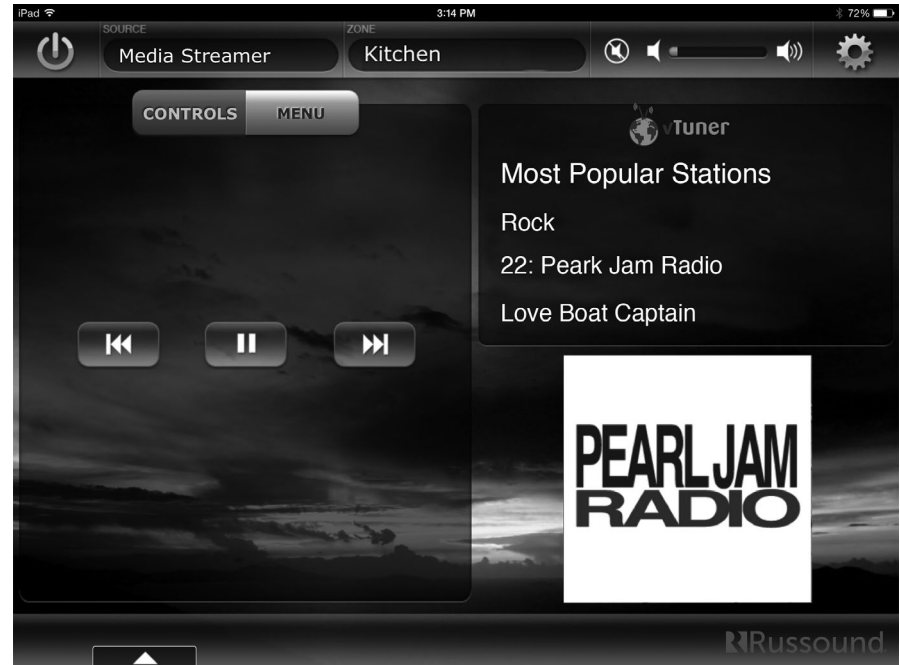 iPad 3:14 PM 72%
SOURCE ZONE
Media Streamer Kitchen
CONTROLS MENU
vTuner
Most Popular Stations
Rock
22: Peark Jam Radio
Love Boat Captain
PEARL JAM
RADIO
Russound